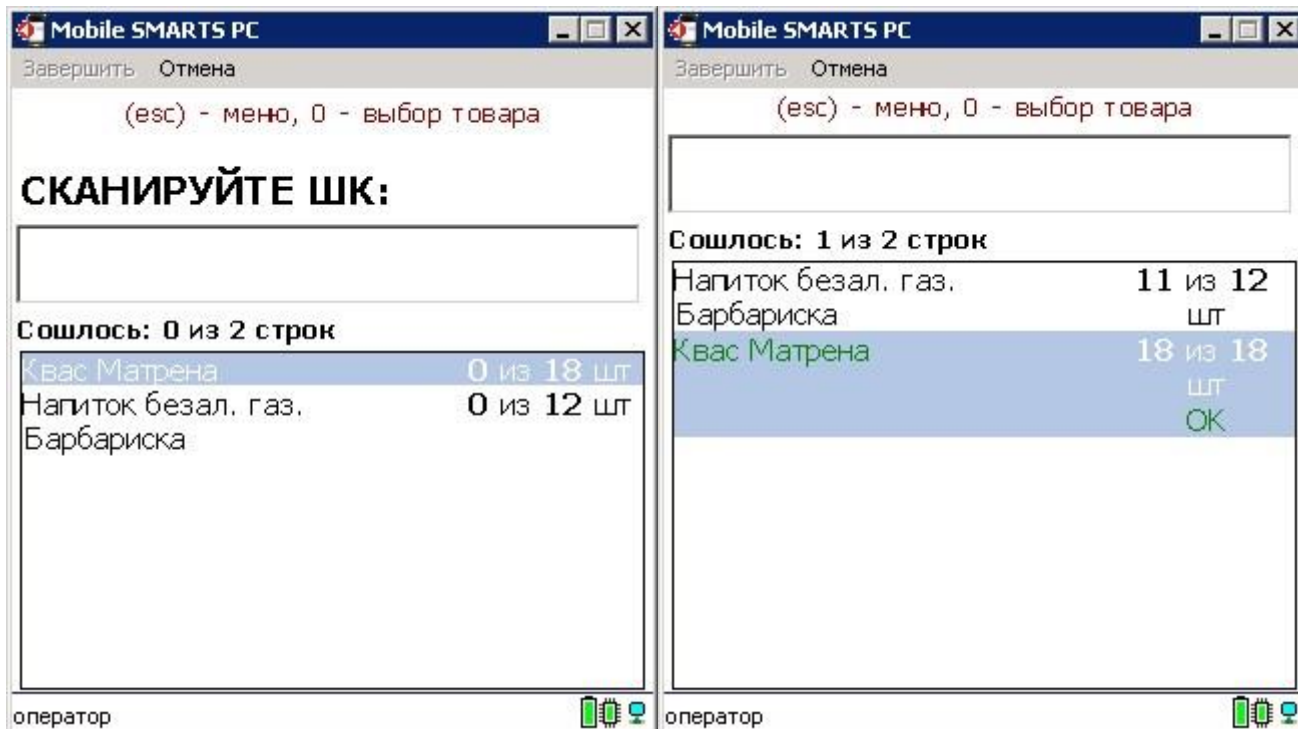 Mobile SMARTS PC
Завершить Отмена
(esc) - меню, 0 - выбор товара
СКАНИРУЙТЕ ШК:
Сошлось: 0 из 2 строк
Квас Матрена 0 из 18 шт
Напиток безал. газ. 0 из 12 шт
Барбариска
оператор
Mobile SMARTS PC
Завершить Отмена
(esc) - меню, 0 - выбор товара
Сошлось: 1 из 2 строк
Напиток безал. газ. 11 из 12
Барбариска шт
Квас Матрена 18 из 18
шт
ОК
оператор